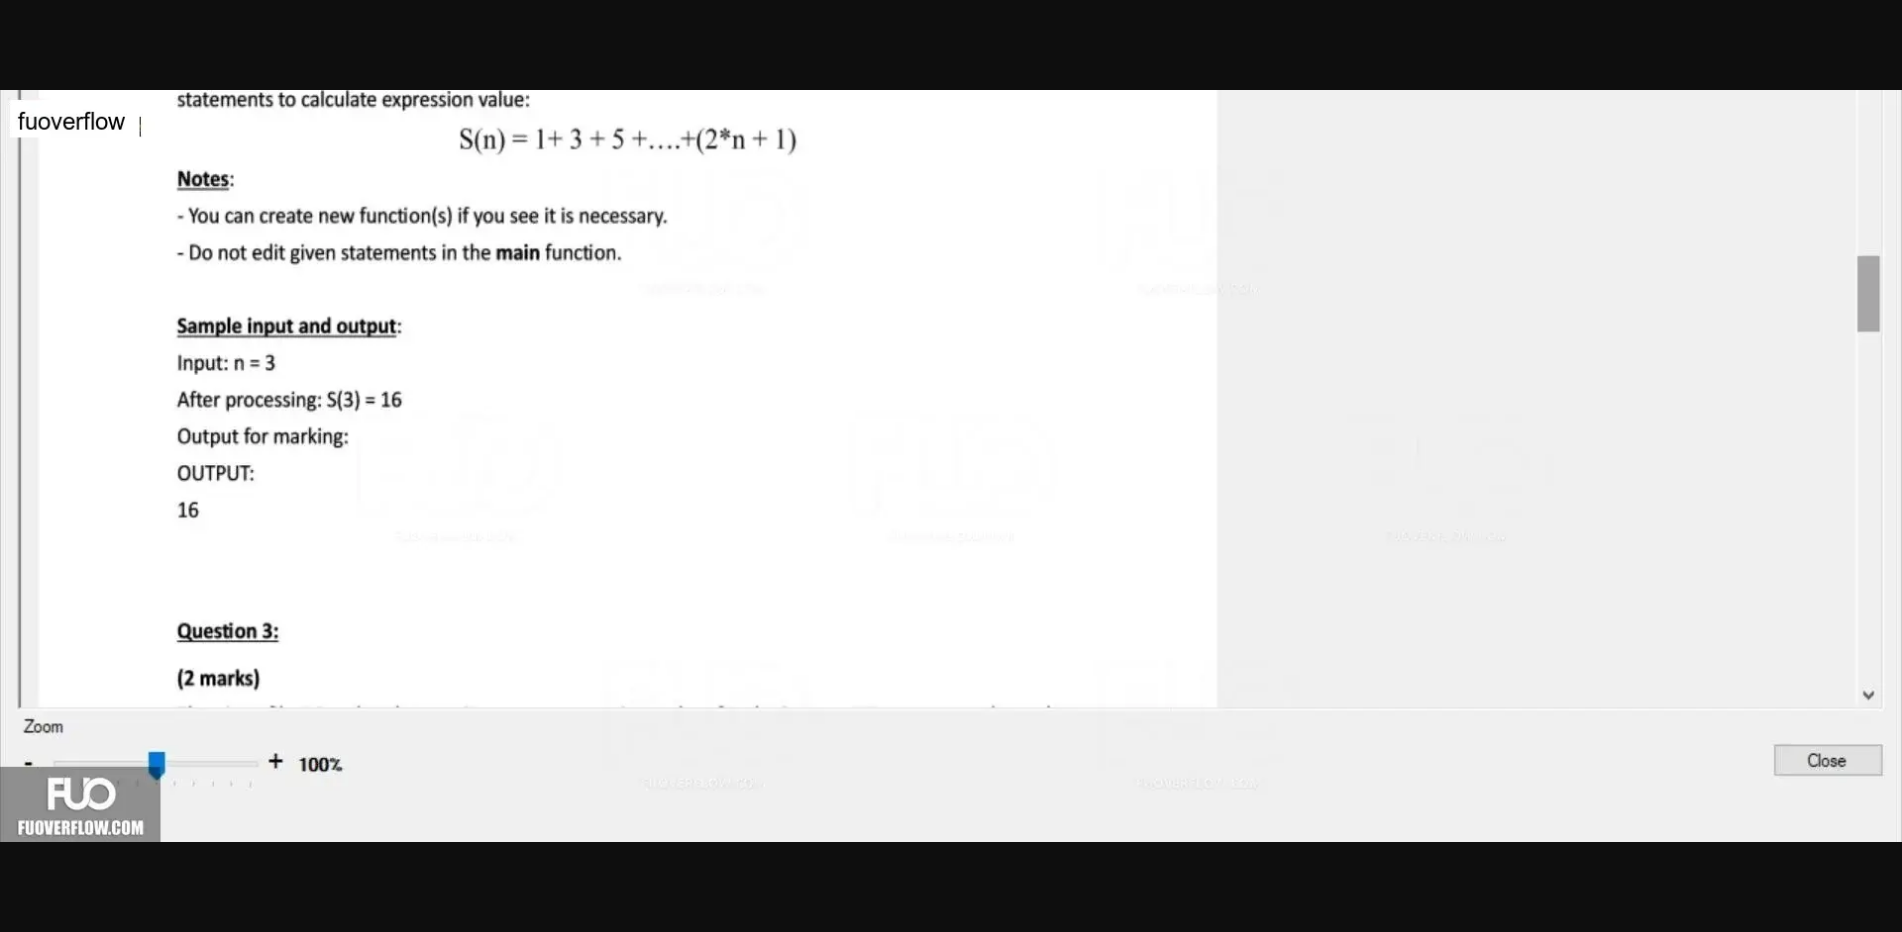 statements to calculate expression value:
fuoverflow
S(n) = 1+ 3 + 5 +....+(2*n + 1)
Notes:
- You can create new function(s) if you see it is necessary.
- Do not edit given statements in the main function.
Sample input and output:
Input: n = 3
After processing: S(3) = 16
Output for marking:
OUTPUT:
16
Question 3:
(2 marks)
Zoom
- + 100%
Close
FUO
FUOVERFLOW.COM